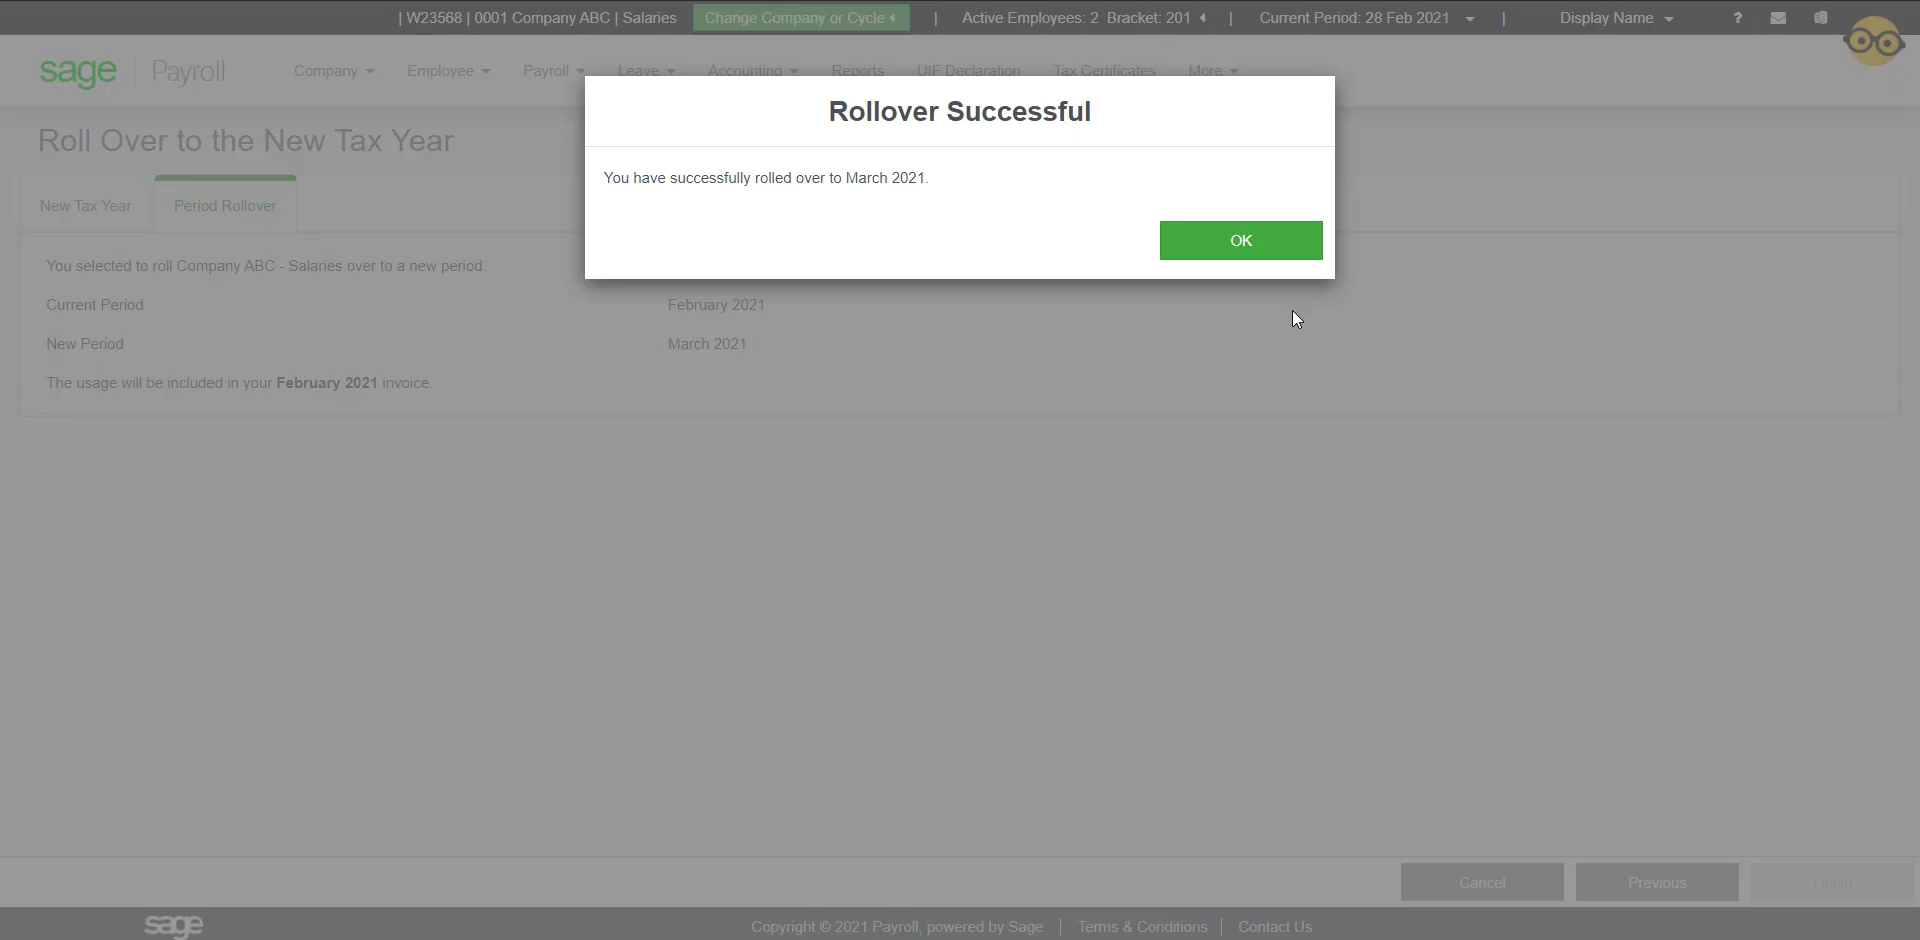 | W23568 | 0001 Company ABC | Salaries Change Company or Cycle | Active Employees: 2 Bracket: 201 | Current Period: 28 Feb 2021 | Display Name ?
sage Payroll Company Employee Payroll Leave Accounting Reports UIF Declaration Tax Certificates More
Rollover Successful
You have successfully rolled over to March 2021.
OK
Roll Over to the New Tax Year
New Tax Year Period Rollover
You selected to roll Company ABC - Salaries over to a new period.
Current Period February 2021
New Period March 2021
The usage will be included in your February 2021 invoice.
Cancel Previous Finish
sage Copyright © 2021 Payroll, powered by Sage | Terms & Conditions | Contact Us